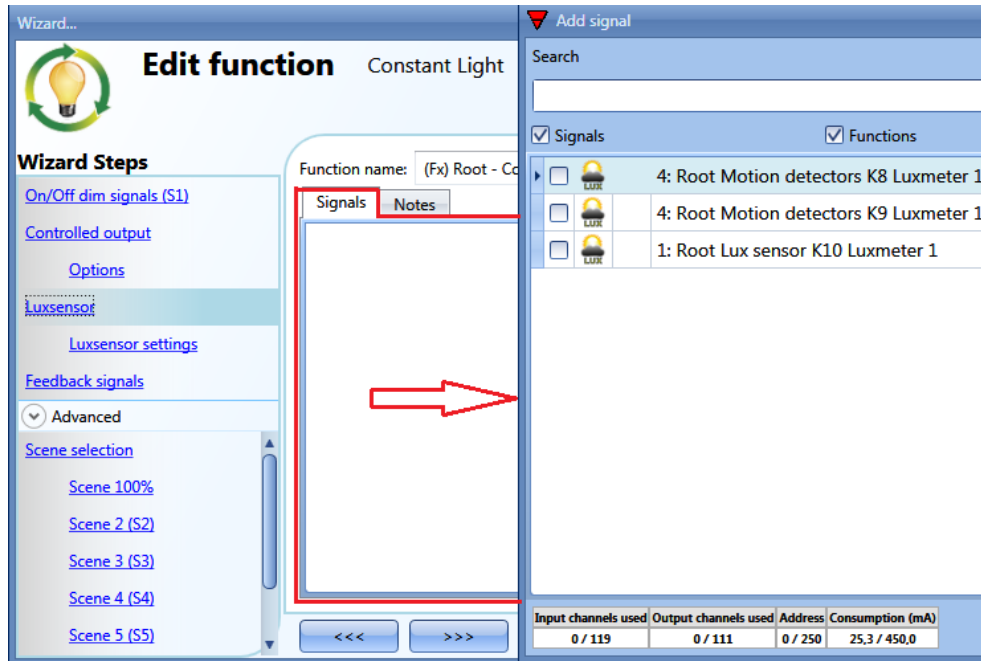 Wizard...
Edit function Constant Light
Wizard Steps
On/Off dim signals (S1)
Controlled output
Options
Luxsensor
Luxsensor settings
Feedback signals
Advanced
Scene selection
Scene 100%
Scene 2 (S2)
Scene 3 (S3)
Scene 4 (S4)
Scene 5 (S5)
Function name: (Fx) Root - Co
Signals Notes
<<< >>>
Add signal
Search
Signals Functions
LUX 4: Root Motion detectors K8 Luxmeter 1
LUX 4: Root Motion detectors K9 Luxmeter 1
LUX 1: Root Lux sensor K10 Luxmeter 1
Input channels used Output channels used Address Consumption (mA)
0 / 119 0 / 111 0 / 250 25,3 / 450,0